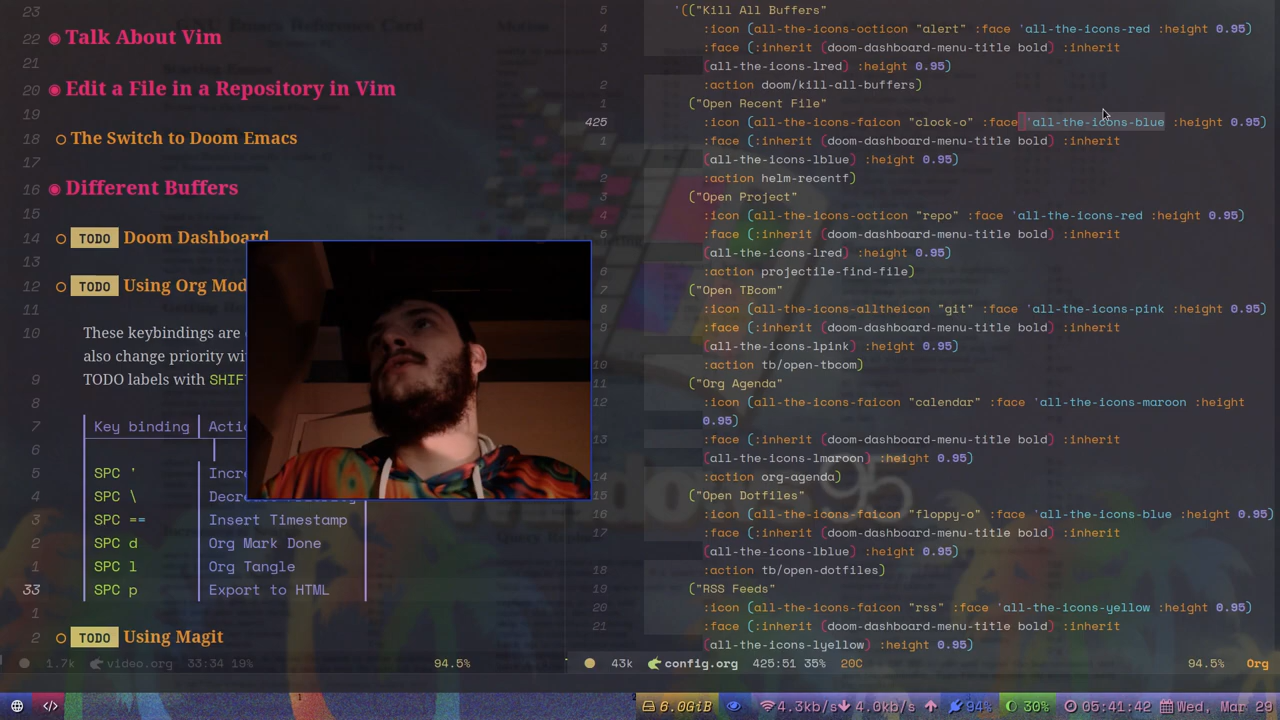 23
22 ◉ Talk About Vim
21
20 ◉ Edit a File in a Repository in Vim
19
18 ○ The Switch to Doom Emacs
17
16 ◉ Different Buffers
15
14 ○ TODO Doom Dashboard
13
12 ○ TODO Using Org Mod
11
10 These keybindings are
also change priority wi
9 TODO labels with SHIF
8
7 Key binding | Actio
6
5 SPC ' | Incre
4 SPC \ | Decre
3 SPC == | Insert Timestamp
2 SPC d | Org Mark Done
1 SPC l | Org Tangle
33 SPC p | Export to HTML
1
2 ○ TODO Using Magit
1.7k video.org 33:34 19% 94.5%
5 '(("Kill All Buffers"
4 :icon (all-the-icons-octicon "alert" :face 'all-the-icons-red :height 0.95)
3 :face (:inherit (doom-dashboard-menu-title bold) :inherit
(all-the-icons-lred) :height 0.95)
2 :action doom/kill-all-buffers)
1 ("Open Recent File"
425 :icon (all-the-icons-faicon "clock-o" :face 'all-the-icons-blue :height 0.95)
1 :face (:inherit (doom-dashboard-menu-title bold) :inherit
(all-the-icons-lblue) :height 0.95)
2 :action helm-recentf)
3 ("Open Project"
4 :icon (all-the-icons-octicon "repo" :face 'all-the-icons-red :height 0.95)
5 :face (:inherit (doom-dashboard-menu-title bold) :inherit
(all-the-icons-lred) :height 0.95)
6 :action projectile-find-file)
7 ("Open TBcom"
8 :icon (all-the-icons-alltheicon "git" :face 'all-the-icons-pink :height 0.95)
9 :face (:inherit (doom-dashboard-menu-title bold) :inherit
(all-the-icons-lpink) :height 0.95)
10 :action tb/open-tbcom)
11 ("Org Agenda"
12 :icon (all-the-icons-octicon "calendar" :face 'all-the-icons-maroon :height
0.95)
13 :face (:inherit (doom-dashboard-menu-title bold) :inherit
(all-the-icons-lmaroon) :height 0.95)
14 :action org-agenda)
15 ("Open Dotfiles"
16 :icon (all-the-icons-faicon "floppy-o" :face 'all-the-icons-blue :height 0.95)
17 :face (:inherit (doom-dashboard-menu-title bold) :inherit
(all-the-icons-lblue) :height 0.95)
18 :action tb/open-dotfiles)
19 ("RSS Feeds"
20 :icon (all-the-icons-faicon "rss" :face 'all-the-icons-yellow :height 0.95)
21 :face (:inherit (doom-dashboard-menu-title bold) :inherit
(all-the-icons-lyellow) :height 0.95)
43k config.org 425:51 35% 20C 94.5% Org
6.0GiB 4.3kb/s 4.0kb/s 94% 30% 05:41:42 Wed, Mar 29